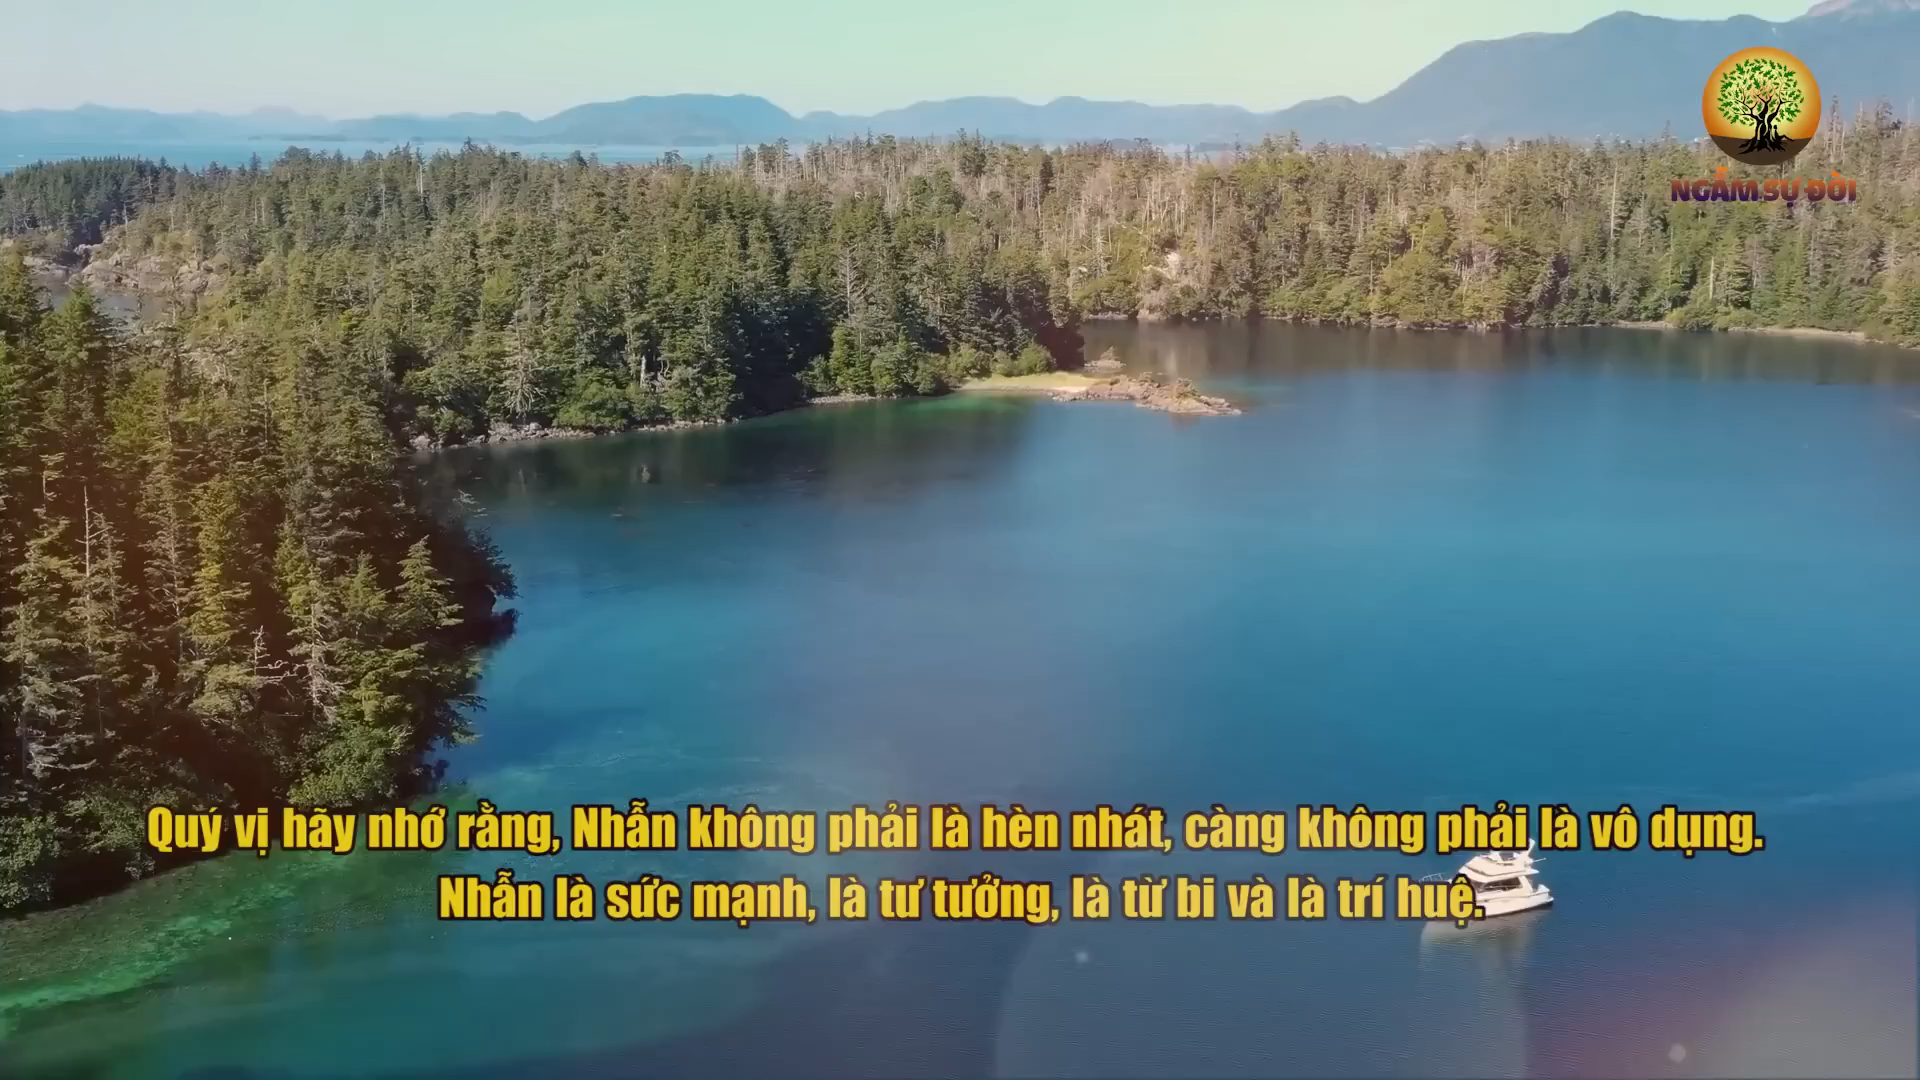 NGẪM SỰ ĐỜI
Quý vị hãy nhớ rằng, Nhẫn không phải là hèn nhát, càng không phải là vô dụng.
Nhẫn là sức mạnh, là tư tưởng, là từ bi và là trí huệ.